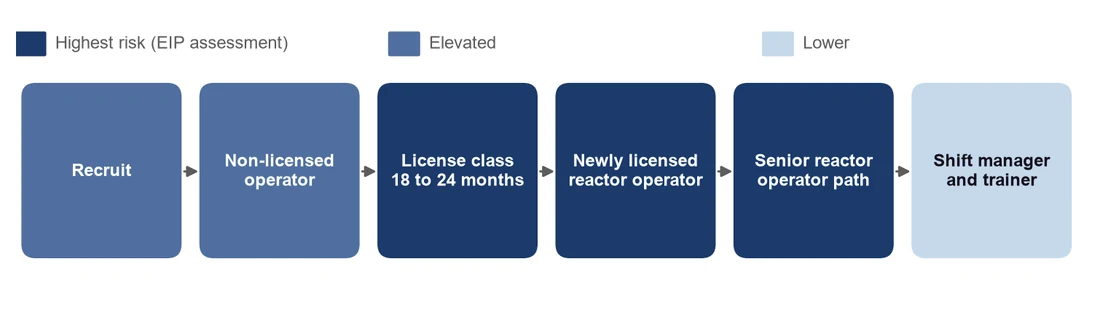 Highest risk (EIP assessment)
Elevated
Lower
Recruit
Non-licensed
operator
License class
18 to 24 months
Newly licensed
reactor operator
Senior reactor
operator path
Shift manager
and trainer